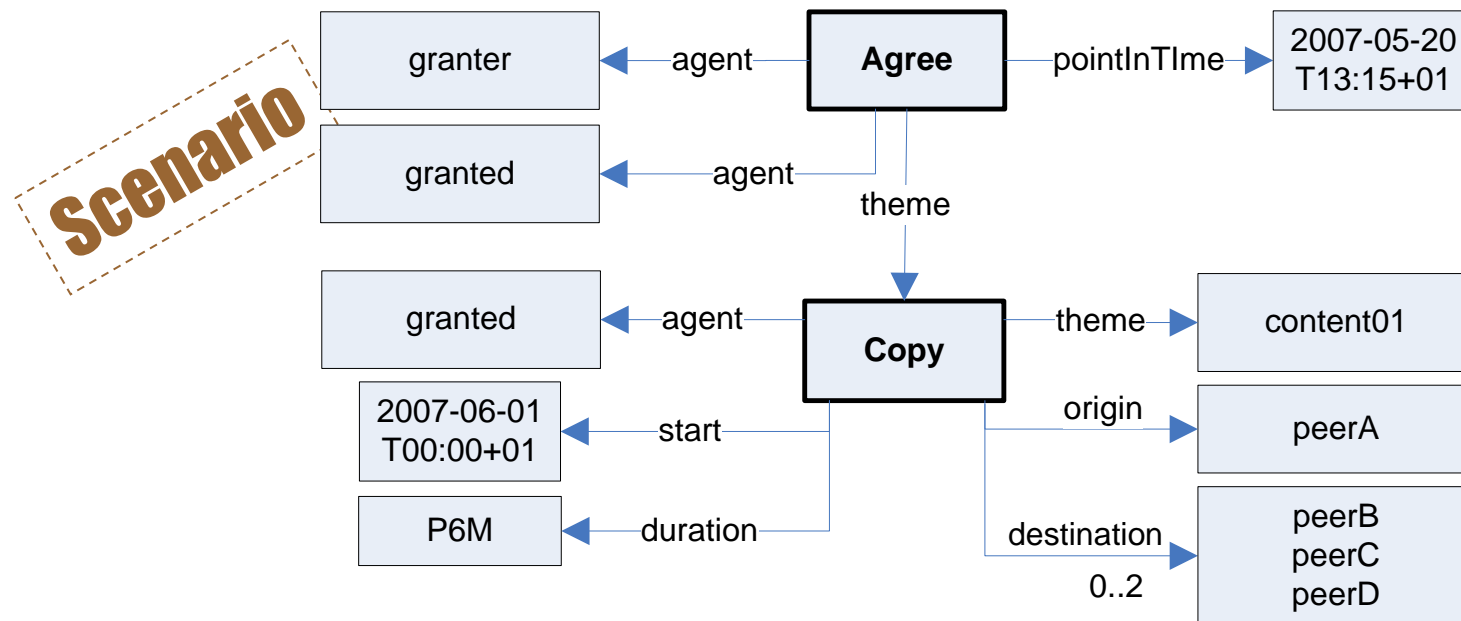 Scenario
granter
agent
Agree
pointInTIme
2007-05-20
T13:15+01
granted
agent
theme
granted
agent
Copy
theme
content01
2007-06-01
T00:00+01
start
origin
peerA
P6M
duration
destination
0..2
peerB
peerC
peerD